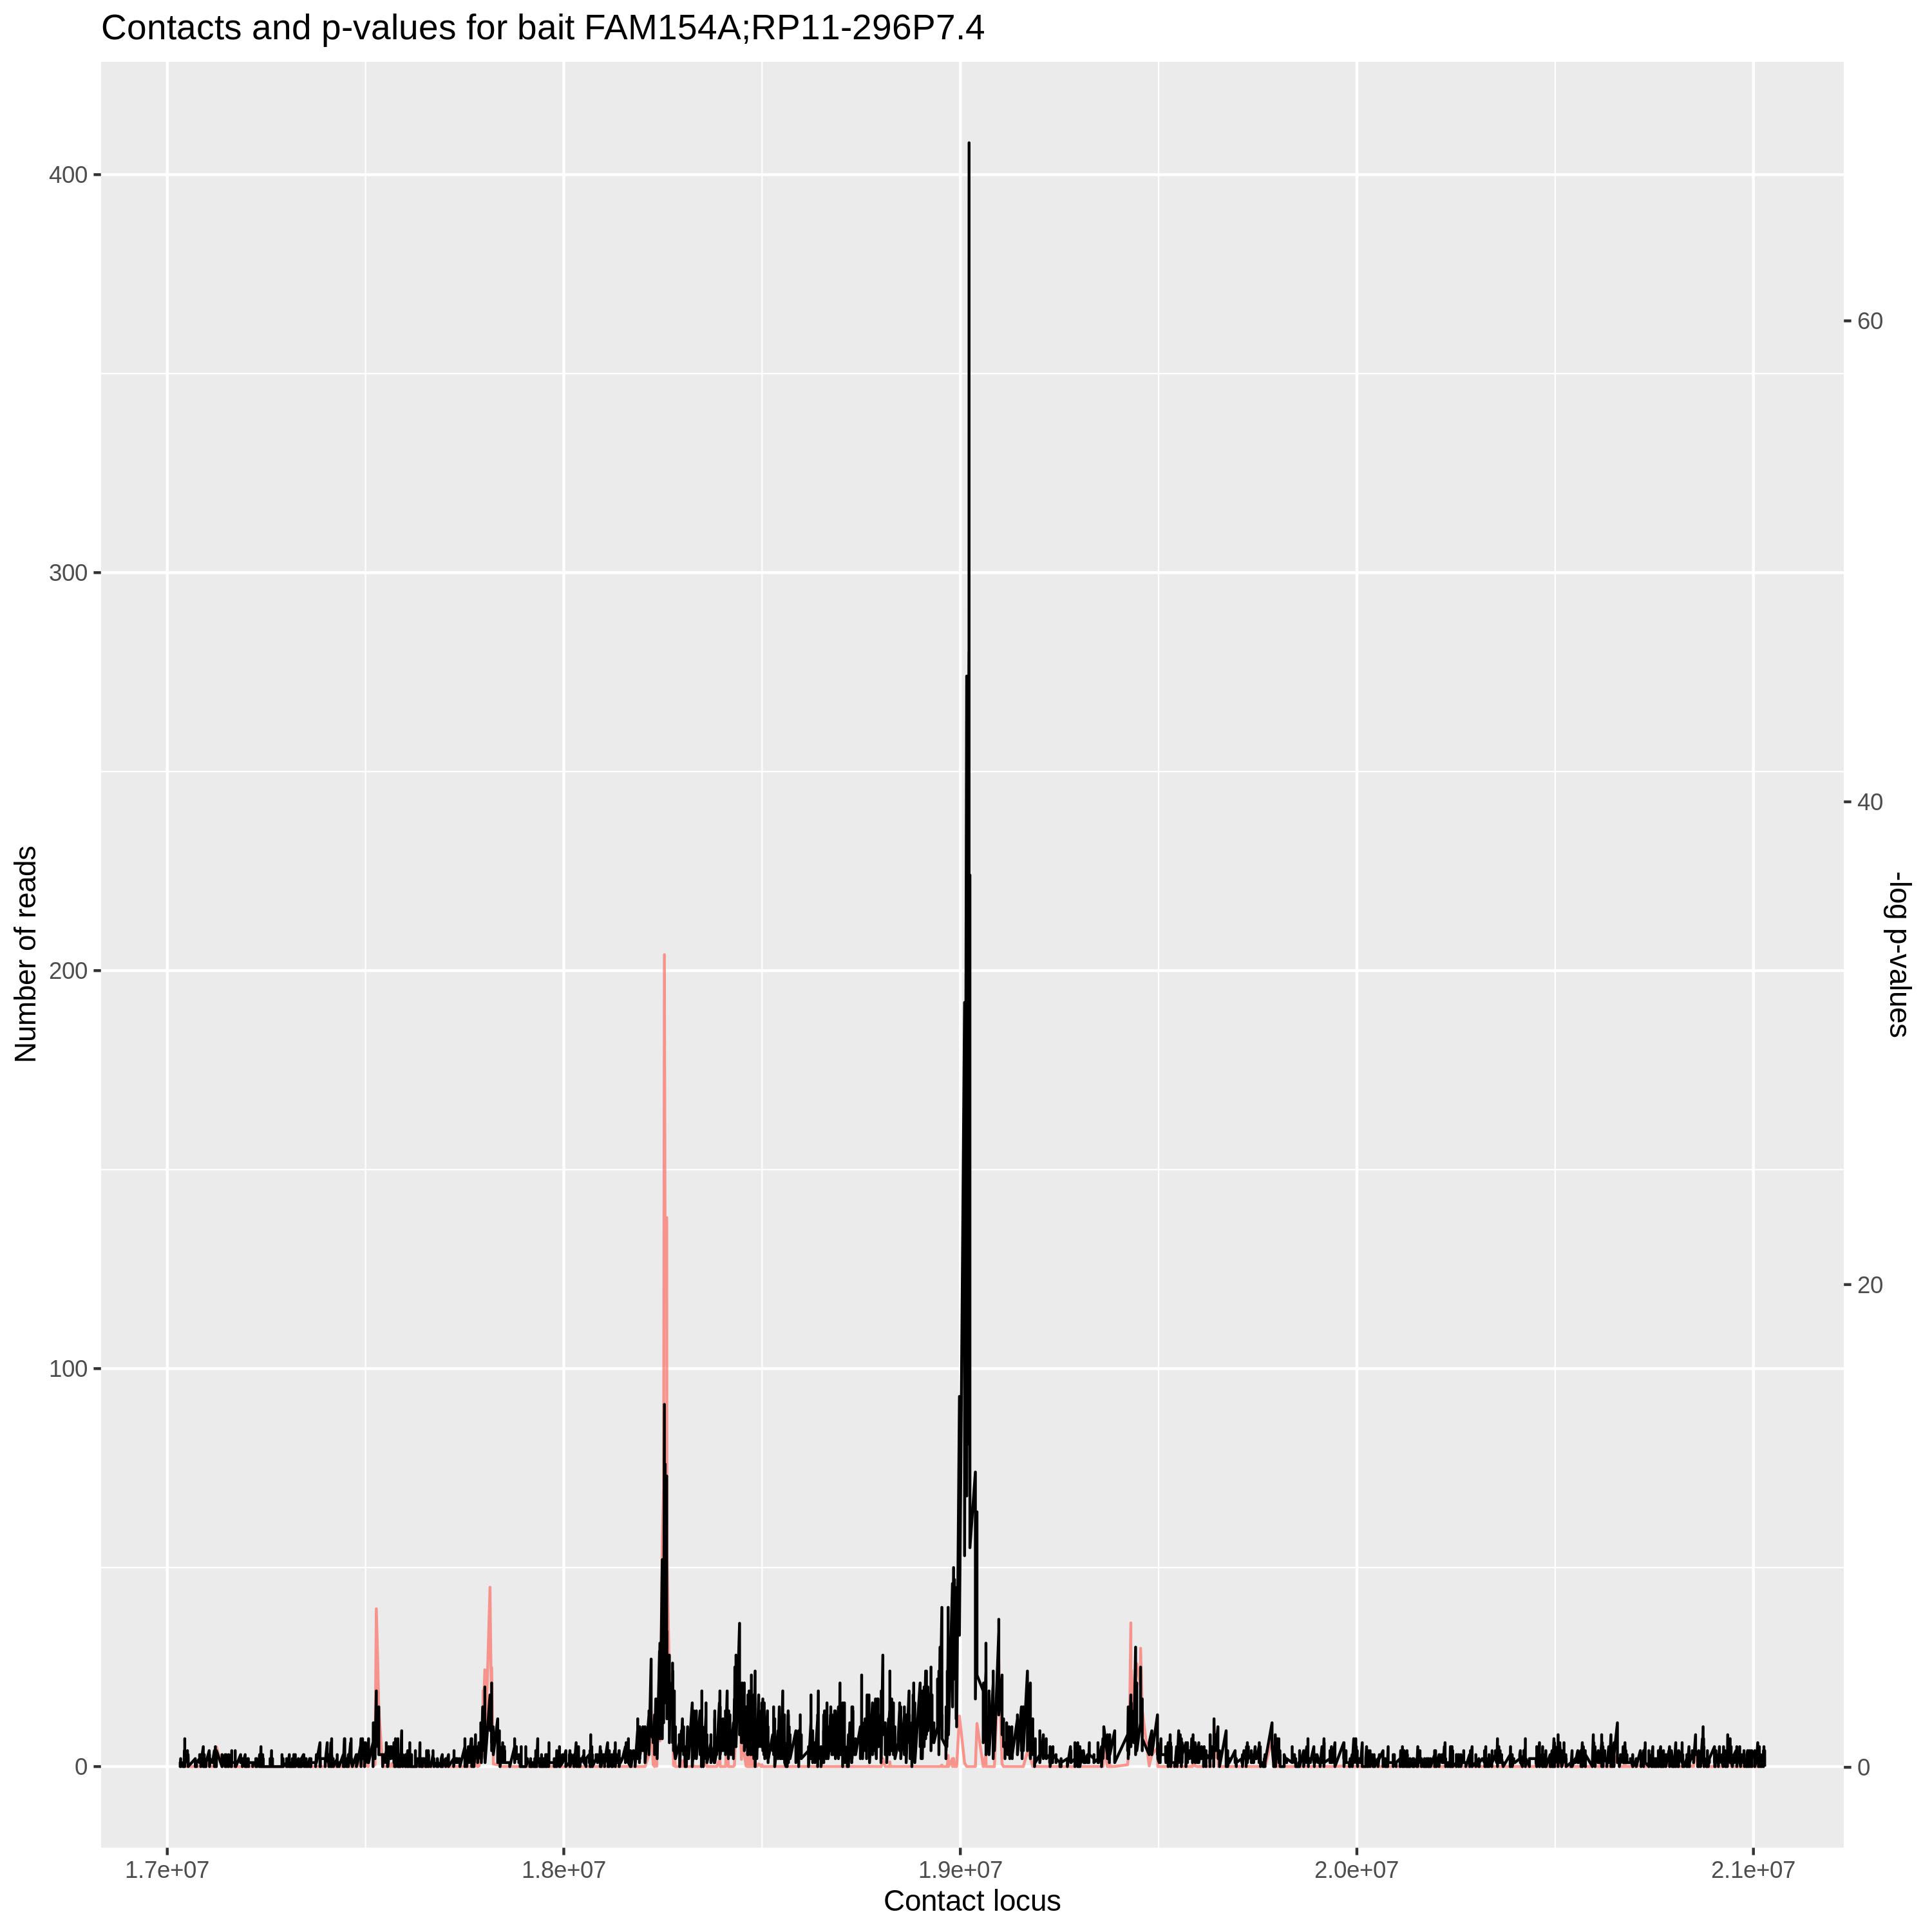 Contacts and p-values for bait FAM154A;RP11-296P7.4
400
300
200
100
0
Number of reads
60
40
20
0
-log p-values
1.7e+07 1.8e+07 1.9e+07 2.0e+07 2.1e+07
Contact locus